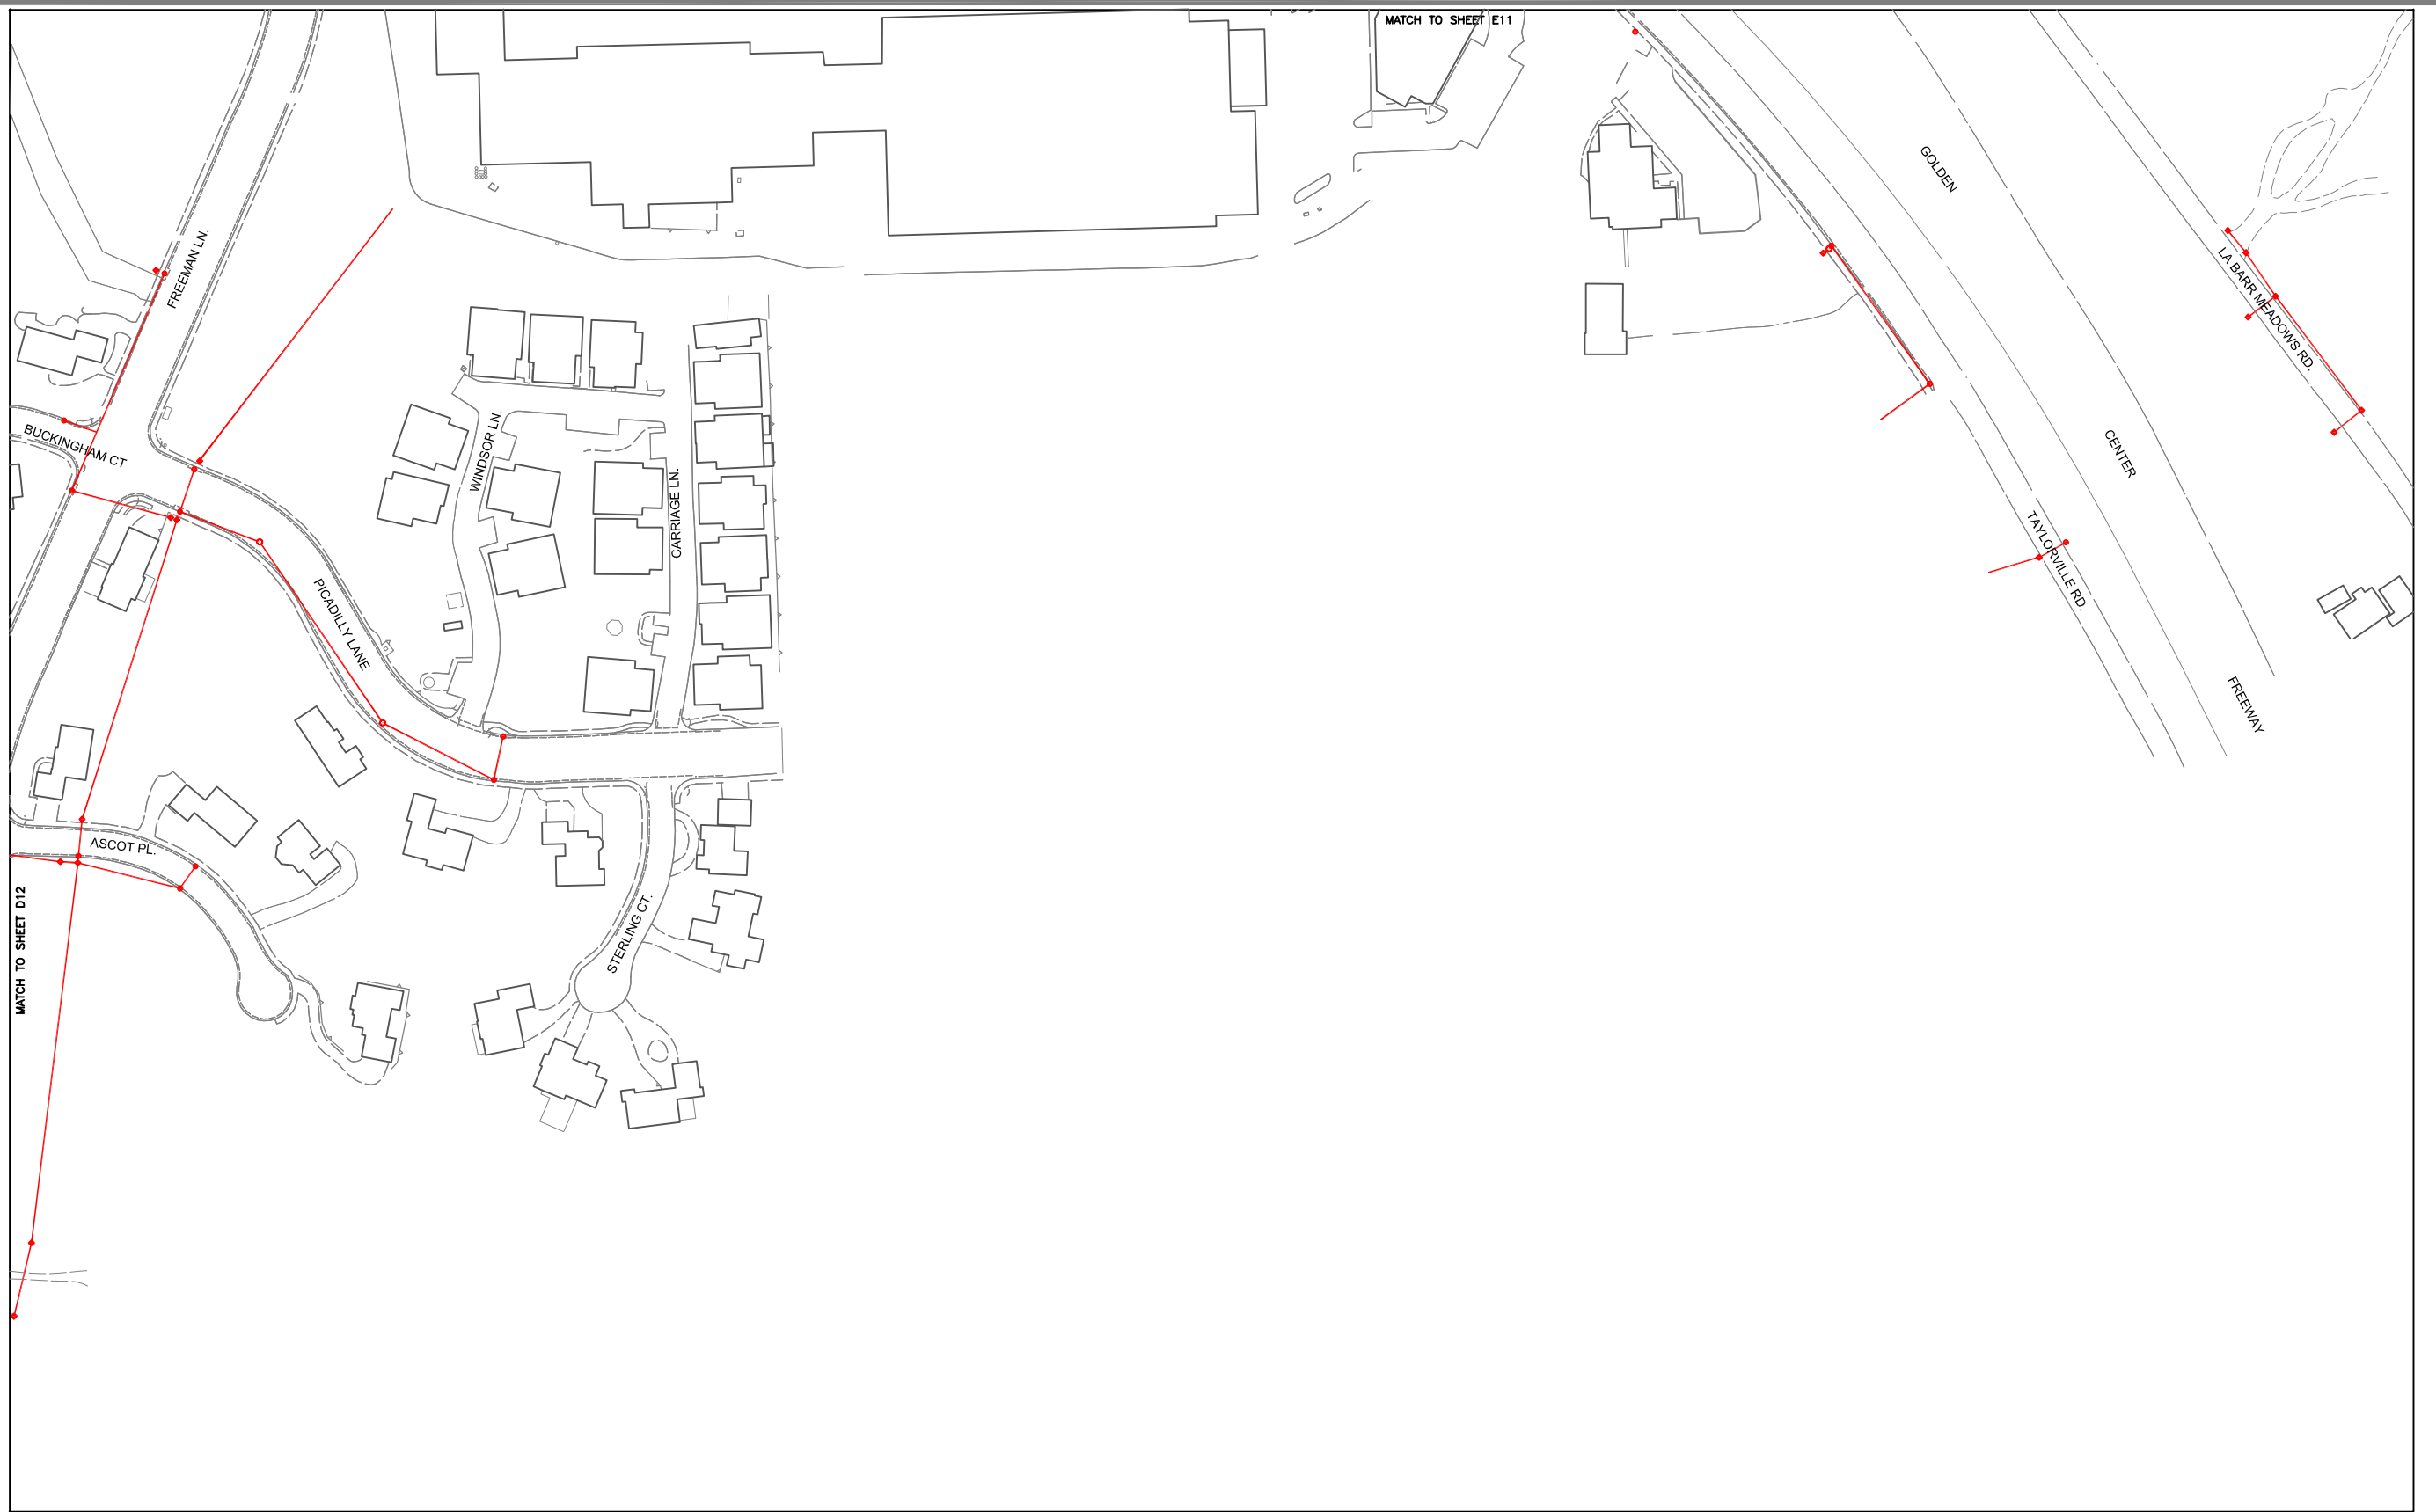 MATCH TO SHEET E11
GOLDEN
FREEMAN LN.
LA BARR MEADOWS RD.
BUCKINGHAM CT
WINDSOR LN.
CARRIAGE LN.
CENTER
TAYLORVILLE RD.
PICADILLY LANE
FREEWAY
ASCOT PL.
MATCH TO SHEET D12
STERLING CT.